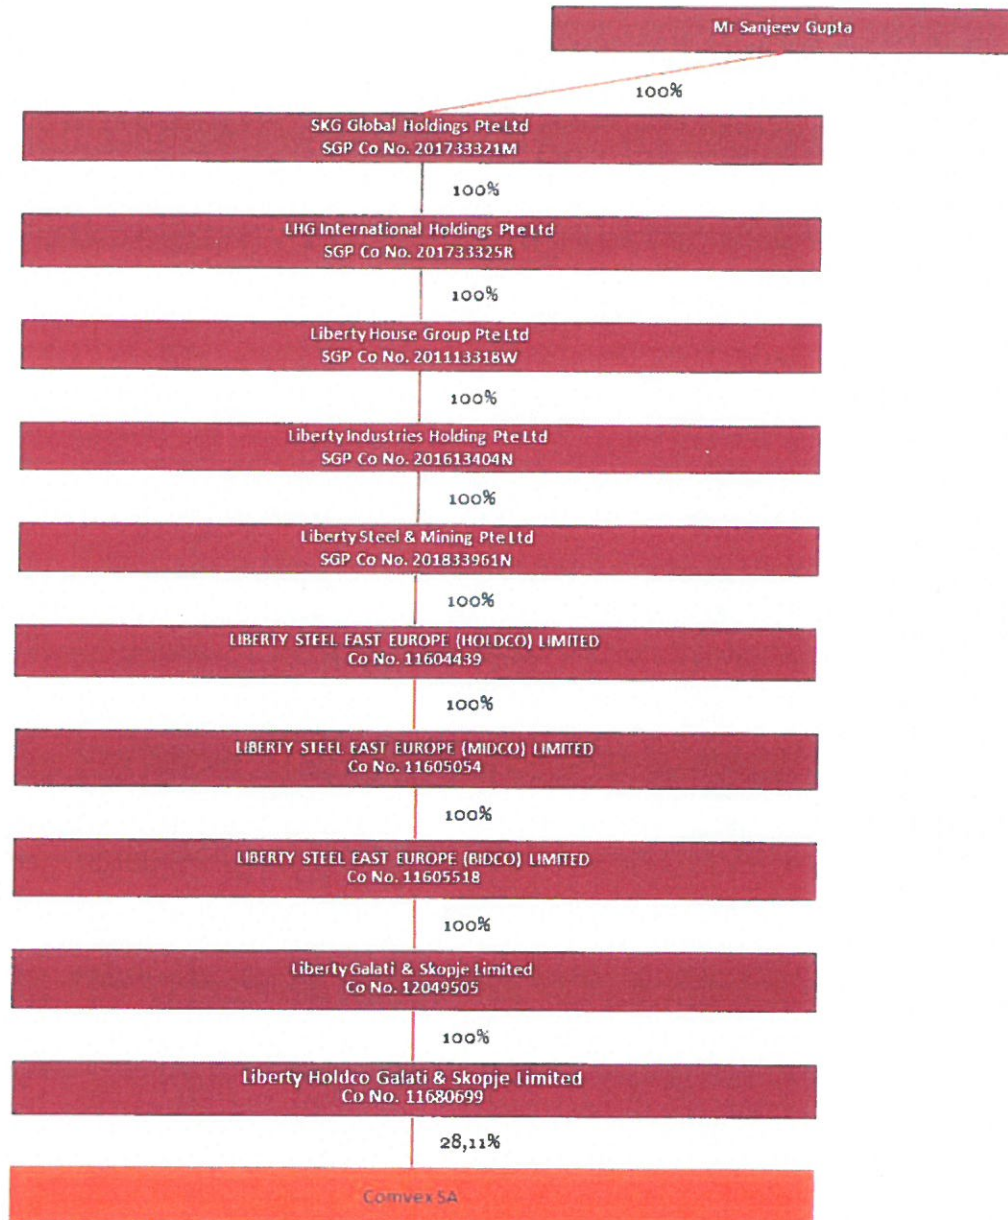 Mr Sanjeev Gupta
100%
SKG Global Holdings Pte Ltd
SGP Co No. 201733321M
100%
LHG International Holdings Pte Ltd
SGP Co No. 201733325R
100%
Liberty House Group Pte Ltd
SGP Co No. 201113318W
100%
Liberty Industries Holding Pte Ltd
SGP Co No. 201613404N
100%
Liberty Steel & Mining Pte Ltd
SGP Co No. 201833961N
100%
LIBERTY STEEL EAST EUROPE (HOLDCO) LIMITED
Co No. 11604439
100%
LIBERTY STEEL EAST EUROPE (MIDCO) LIMITED
Co No. 11605054
100%
LIBERTY STEEL EAST EUROPE (BIDCO) LIMITED
Co No. 11605518
100%
Liberty Galati & Skopje Limited
Co No. 12049505
100%
Liberty Holdco Galati & Skopje Limited
Co No. 11680699
28,11%
Comvex SA